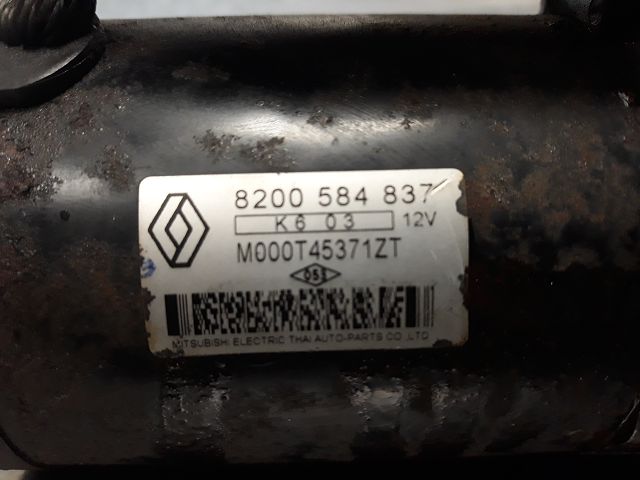 8200 584 837
K6 03 12V
M000T45371ZT
MITSUBISHI ELECTRIC THAI AUTO-PARTS CO.,LTD